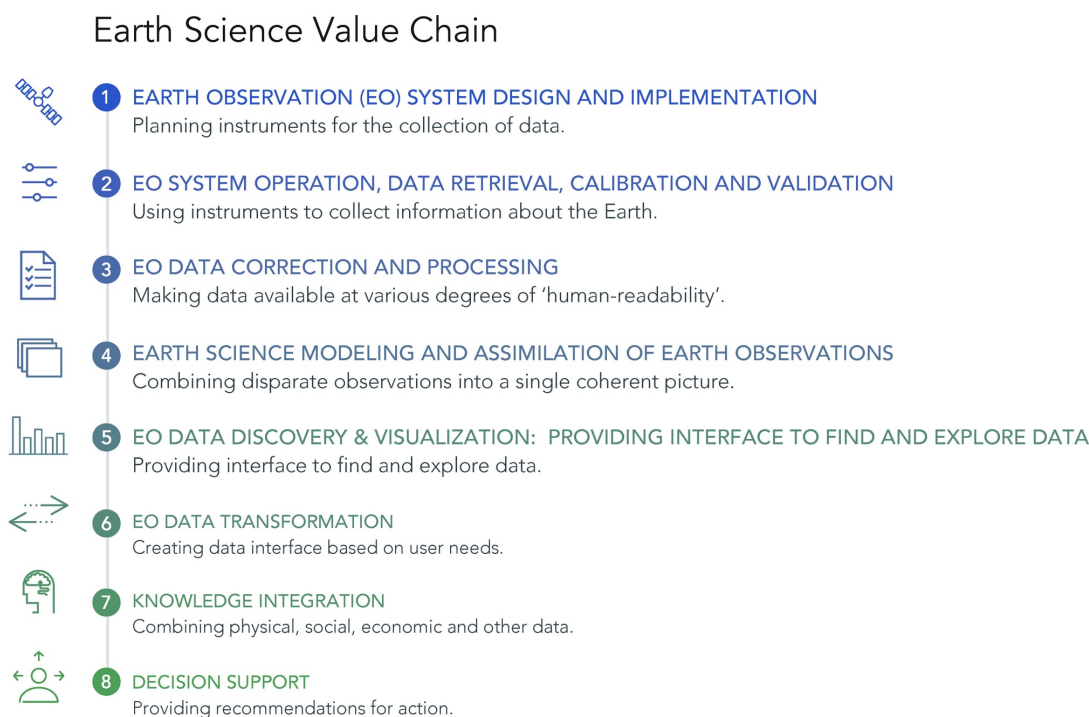 Earth Science Value Chain
1 EARTH OBSERVATION (EO) SYSTEM DESIGN AND IMPLEMENTATION
Planning instruments for the collection of data.
2 EO SYSTEM OPERATION, DATA RETRIEVAL, CALIBRATION AND VALIDATION
Using instruments to collect information about the Earth.
3 EO DATA CORRECTION AND PROCESSING
Making data available at various degrees of ‘human-readability’.
4 EARTH SCIENCE MODELING AND ASSIMILATION OF EARTH OBSERVATIONS
Combining disparate observations into a single coherent picture.
5 EO DATA DISCOVERY & VISUALIZATION: PROVIDING INTERFACE TO FIND AND EXPLORE DATA
Providing interface to find and explore data.
6 EO DATA TRANSFORMATION
Creating data interface based on user needs.
7 KNOWLEDGE INTEGRATION
Combining physical, social, economic and other data.
8 DECISION SUPPORT
Providing recommendations for action.